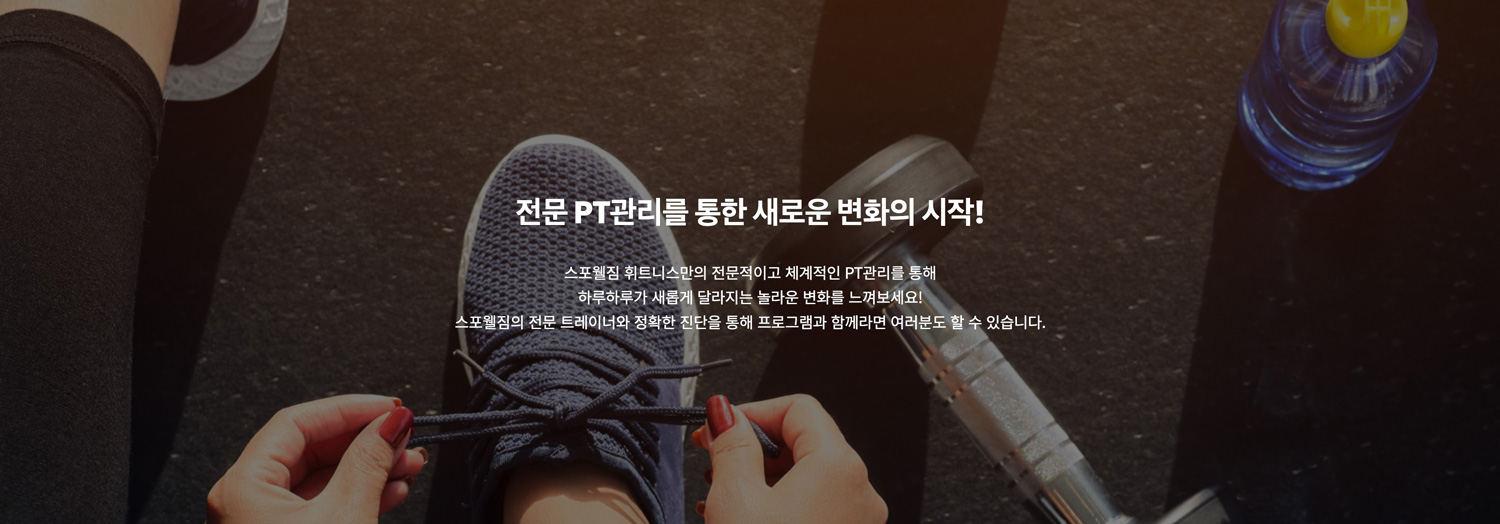 전문 PT관리를 통한 새로운 변화의 시작!
스포웰짐 휘트니스만의 전문적이고 체계적인 PT관리를 통해
하루하루가 새롭게 달라지는 놀라운 변화를 느껴보세요!
스포웰짐의 전문 트레이너와 정확한 진단을 통해 프로그램과 함께라면 여러분도 할 수 있습니다.